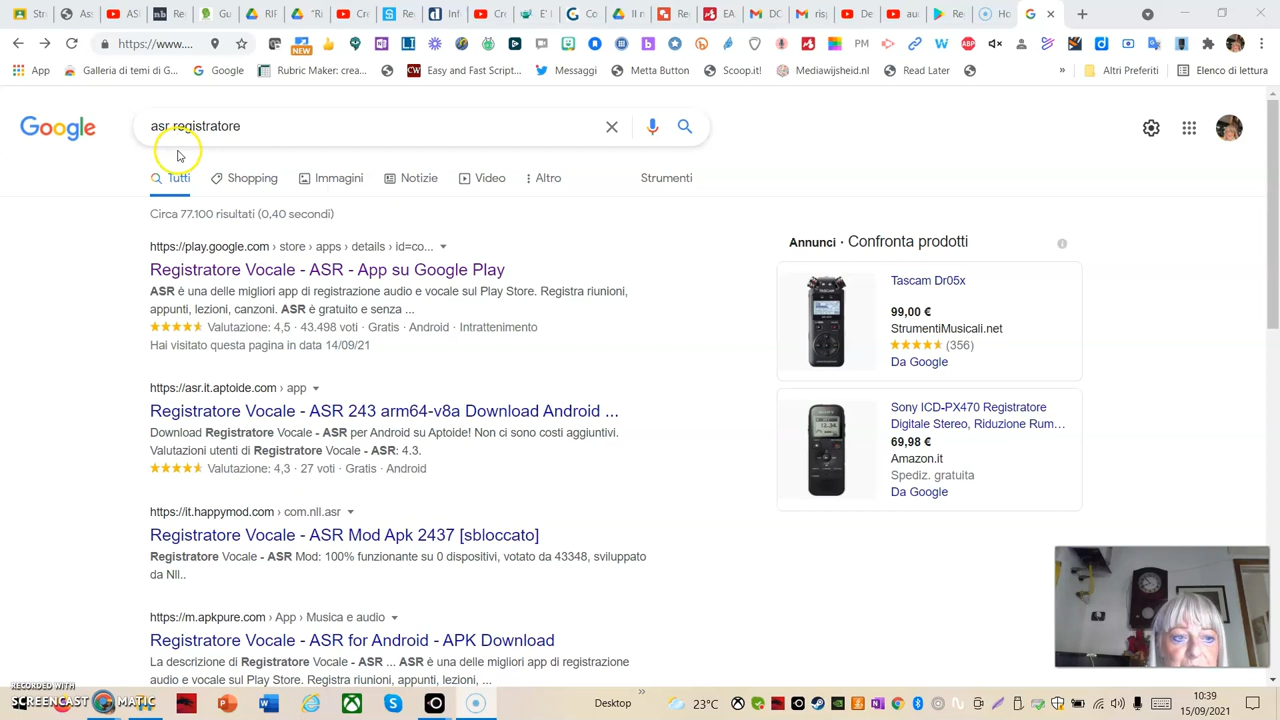 https://www....
NEW
PM
ABP
App
Galleria di temi di G...
Google
Rubric Maker: crea...
CW
Easy and Fast Script...
Messaggi
Metta Button
Scoop.it!
Mediawijsheid.nl
Read Later
»
Altri Preferiti
Elenco di lettura
Google
asr registratore
Tutti
Shopping
Immagini
Notizie
Video
Altro
Strumenti
Circa 77.100 risultati (0,40 secondi)
https://play.google.com › store › apps › details › id=co...
Registratore Vocale - ASR - App su Google Play
ASR è una delle migliori app di registrazione audio e vocale sul Play Store. Registra riunioni,
appunti, lezioni, canzoni. ASR è gratuito e senza ...
Valutazione: 4,5 · 43.498 voti · Gratis · Android · Intrattenimento
Hai visitato questa pagina in data 14/09/21
https://asr.it.aptoide.com › app
Registratore Vocale - ASR 243 arm64-v8a Download Android ...
Download Registratore Vocale - ASR per Android su Aptoide! Non ci sono costi aggiuntivi.
Valutazioni utenti di Registratore Vocale - ASR: 4.3.
Valutazione: 4,3 · 27 voti · Gratis · Android
https://it.happymod.com › com.nll.asr
Registratore Vocale - ASR Mod Apk 2437 [sbloccato]
Registratore Vocale - ASR Mod: 100% funzionante su 0 dispositivi, votato da 43348, sviluppato
da Nll..
https://m.apkpure.com › App › Musica e audio
Registratore Vocale - ASR for Android - APK Download
La descrizione di Registratore Vocale - ASR ... ASR è una delle migliori app di registrazione
audio e vocale su Play Store. Registra riunioni, appunti, lezioni, ...
Annunci · Confronta prodotti
Tascam Dr05x
99,00 €
StrumentiMusicali.net
(356)
Da Google
Sony ICD-PX470 Registratore
Digitale Stereo, Riduzione Rum...
69,98 €
Amazon.it
Spediz. gratuita
Da Google
RECORDED WITH
SCREENCAST MATIC
Desktop
»
23°C
10:39
15/09/2021